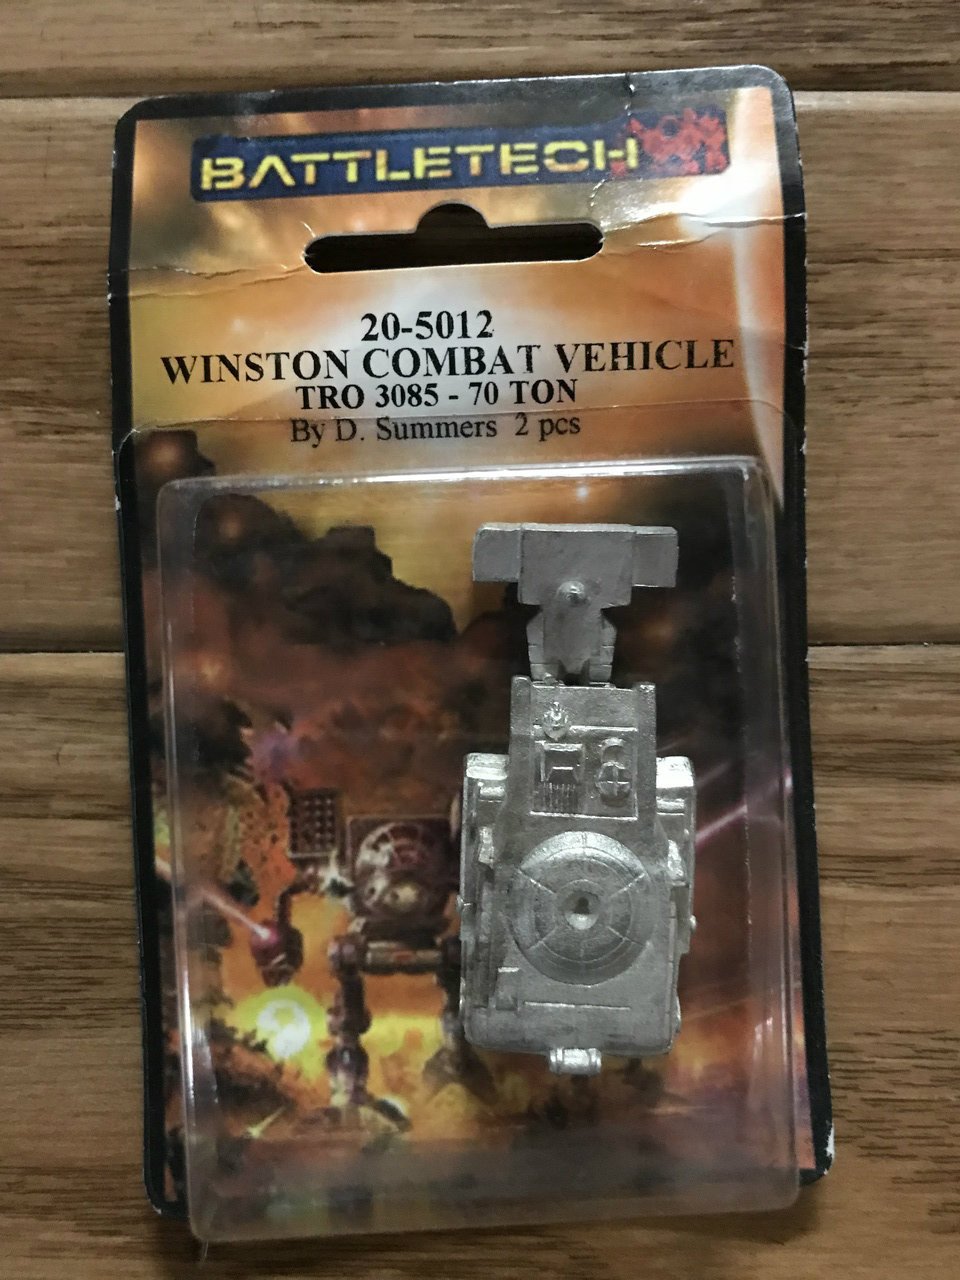 BATTLETECH
20-5012
WINSTON COMBAT VEHICLE
TRO 3085 - 70 TON
By D. Summers 2 pcs